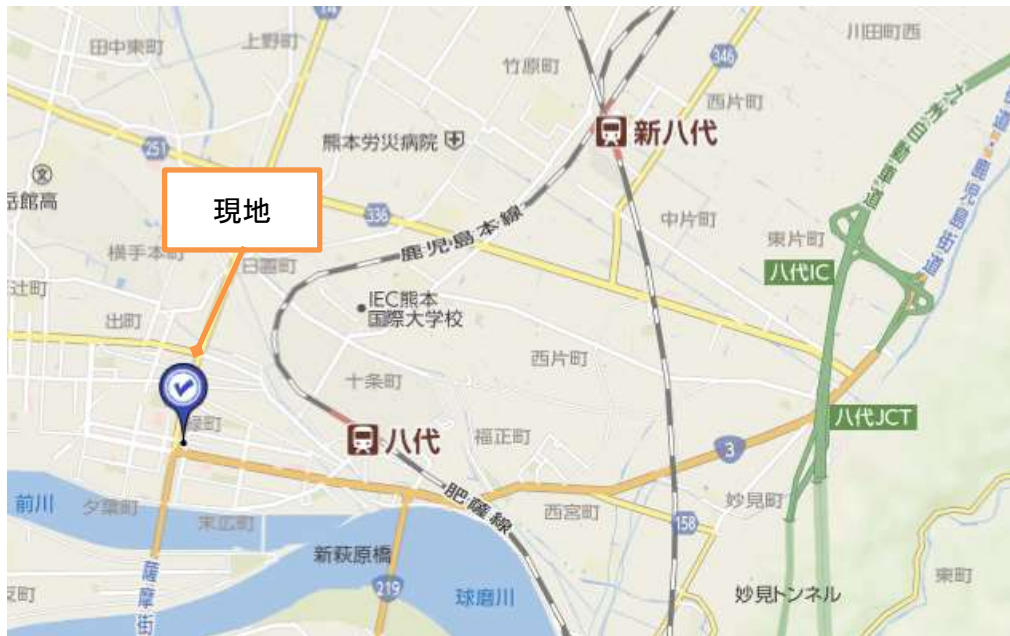 田中東町
上野町
竹原町
346
川田町西
西片町
九州自動車道
鹿児島街道
251
熊本労災病院
新八代
現地
336
中片町
鹿児島本線
東片町
横手本町
日置町
八代IC
IEC熊本
国際大学校
出町
西片町
十条町
八代JCT
緑町
八代
福正町
3
前川
夕葉町
末広町
肥薩線
西宮町
妙見町
158
新萩原橋
薩摩街
219
球磨川
妙見トンネル
東町